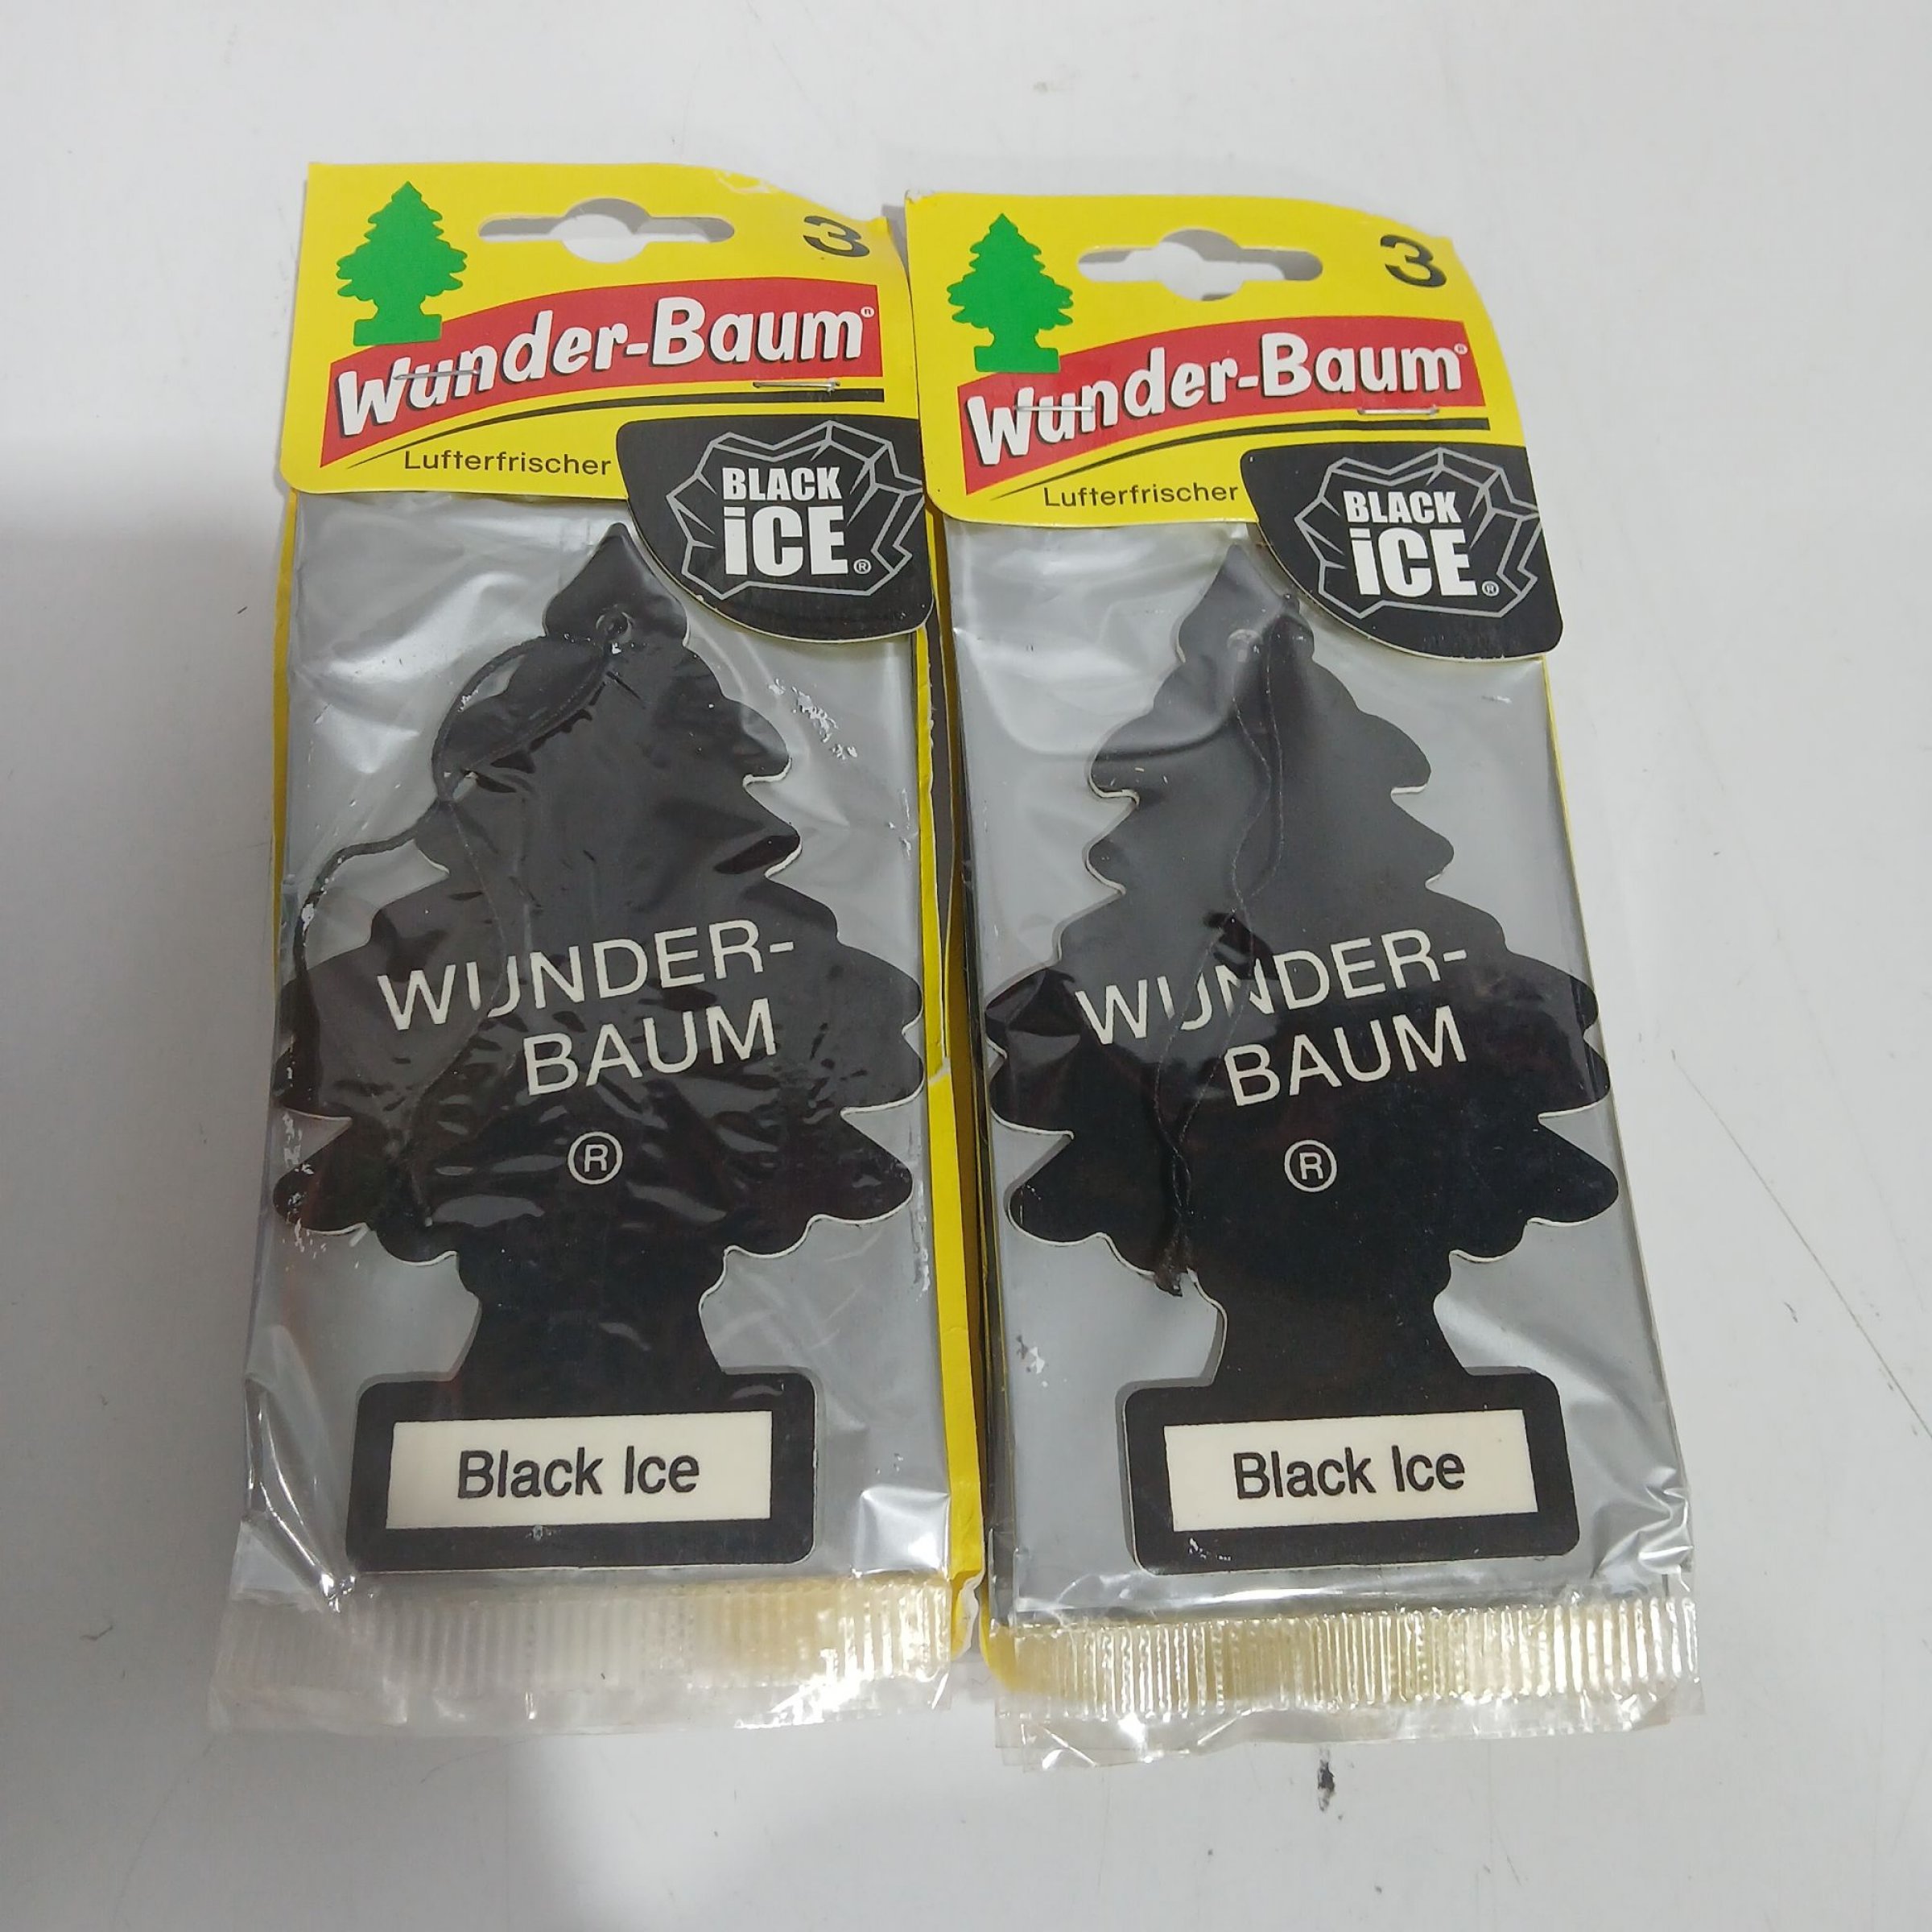 3
Wunder-Baum®
Lufterfrischer
BLACK
iCE®
WUNDER-
BAUM
®
Black Ice
3
Wunder-Baum®
Lufterfrischer
BLACK
iCE®
WUNDER-
BAUM
®
Black Ice